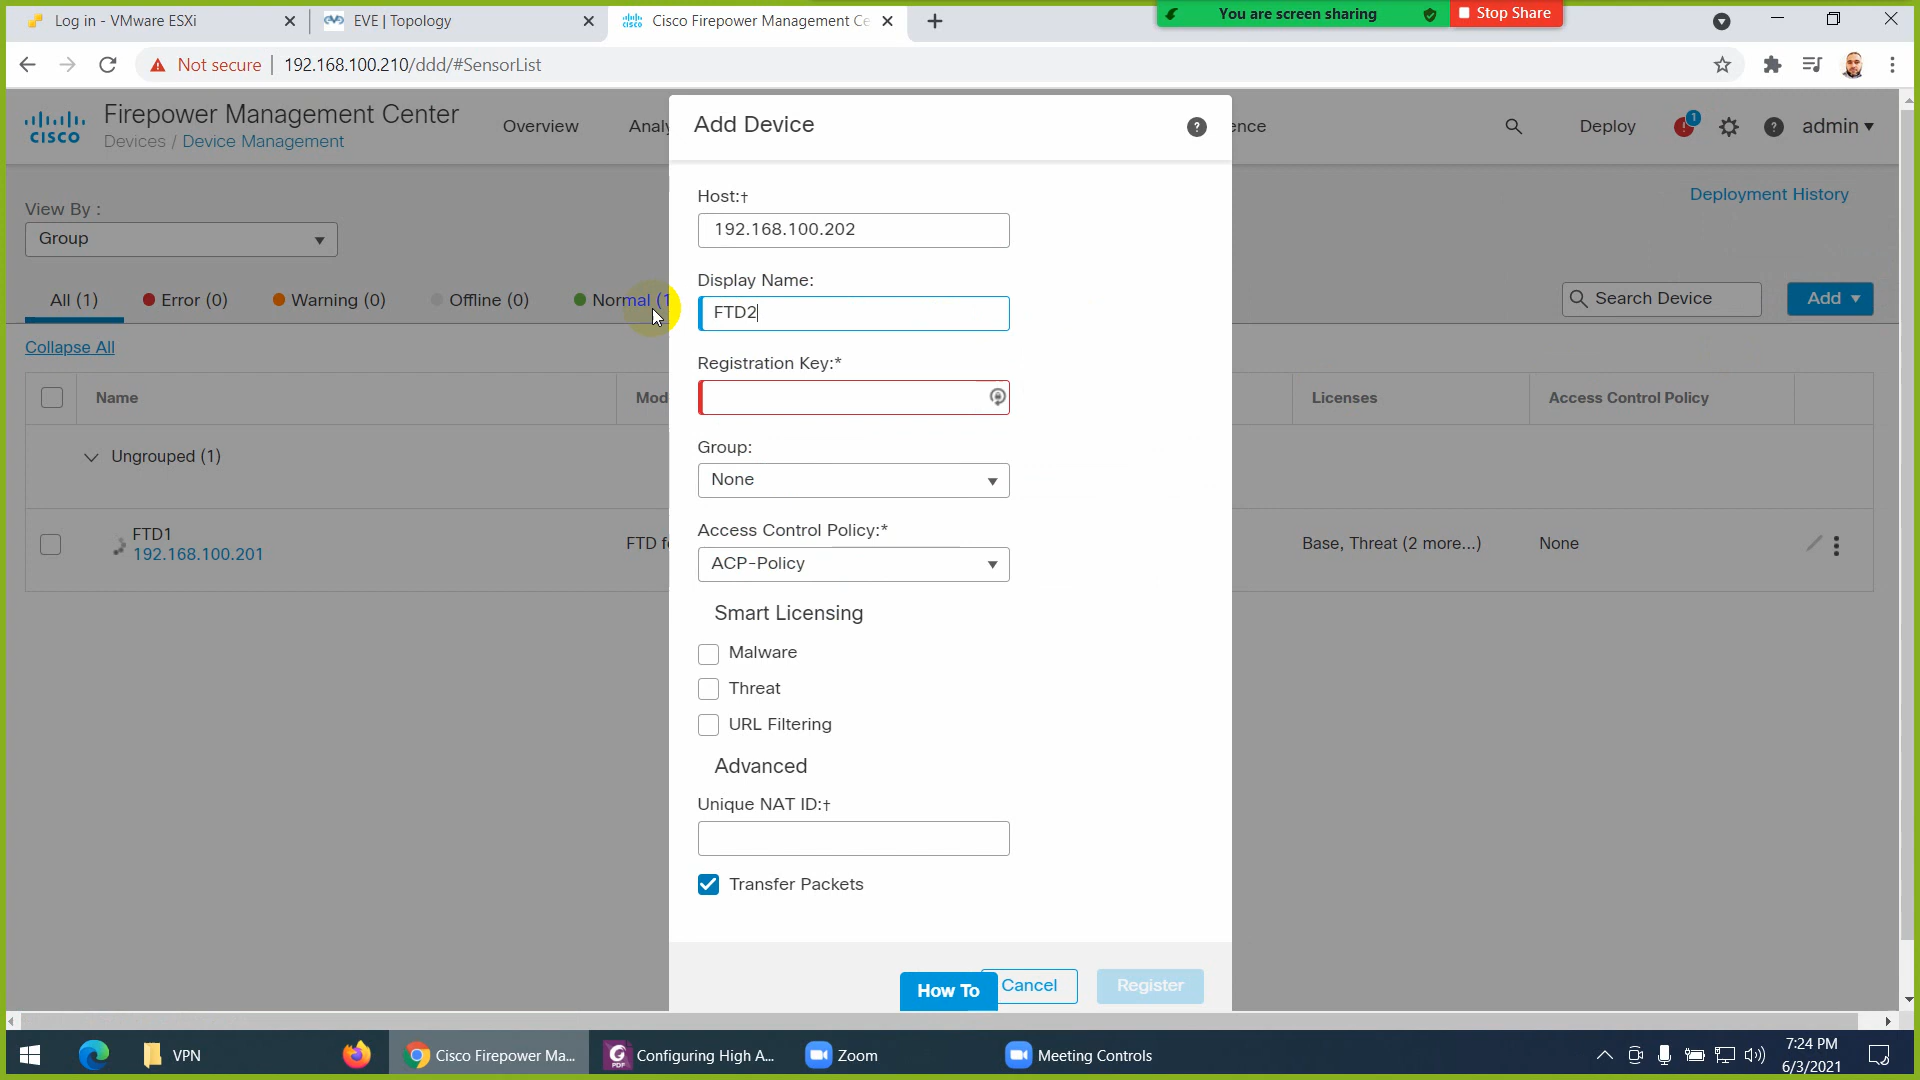 Log in - VMware ESXi
EVE | Topology
Cisco Firepower Management Ce
You are screen sharing
Stop Share
Not secure
192.168.100.210/ddd/#SensorList
CISCO
Firepower Management Center
Devices / Device Management
Overview
Analy
ence
Deploy
1
admin
Add Device
Deployment History
View By :
Group
All (1)
Error (0)
Warning (0)
Offline (0)
Normal (1
Search Device
Add
Collapse All
Name
Mod
Licenses
Access Control Policy
Ungrouped (1)
FTD1
192.168.100.201
FTD f
Base, Threat (2 more...)
None
Host:†
192.168.100.202
Display Name:
FTD2
Registration Key:*
Group:
None
Access Control Policy:*
ACP-Policy
Smart Licensing
Malware
Threat
URL Filtering
Advanced
Unique NAT ID:†
Transfer Packets
How To
Cancel
Register
VPN
Cisco Firepower Ma...
PDF
Configuring High A...
Zoom
Meeting Controls
7:24 PM
6/3/2021